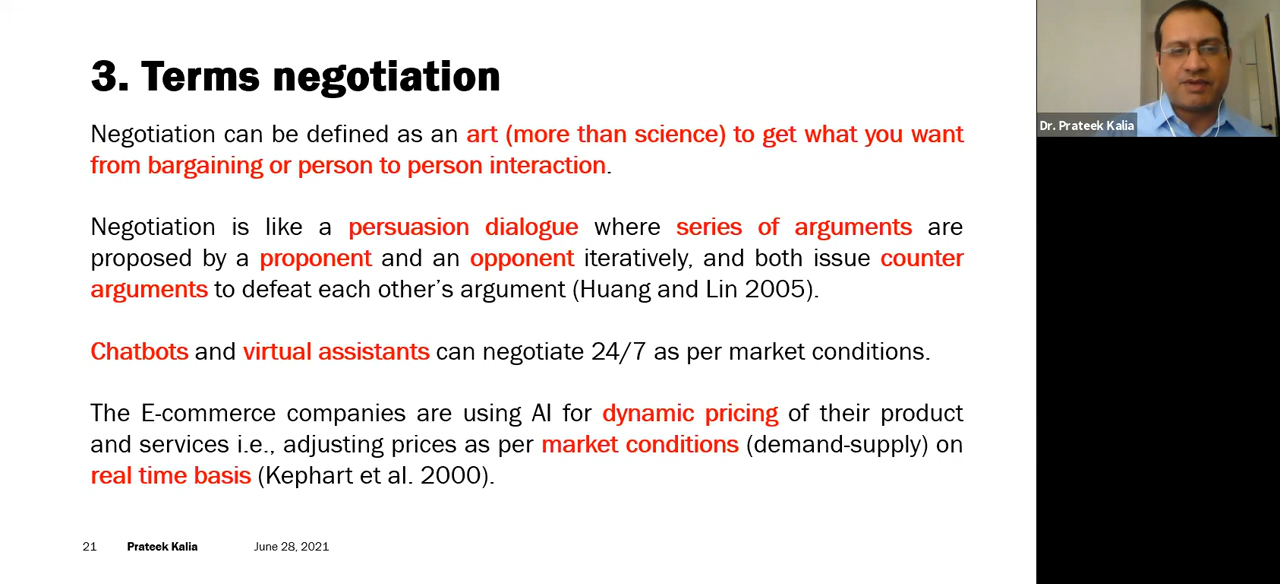 3. Terms negotiation
Negotiation can be defined as an art (more than science) to get what you want
from bargaining or person to person interaction.
Negotiation is like a persuasion dialogue where series of arguments are
proposed by a proponent and an opponent iteratively, and both issue counter
arguments to defeat each other’s argument (Huang and Lin 2005).
Chatbots and virtual assistants can negotiate 24/7 as per market conditions.
The E-commerce companies are using AI for dynamic pricing of their product
and services i.e., adjusting prices as per market conditions (demand-supply) on
real time basis (Kephart et al. 2000).
21 Prateek Kalia June 28, 2021
Dr. Prateek Kalia